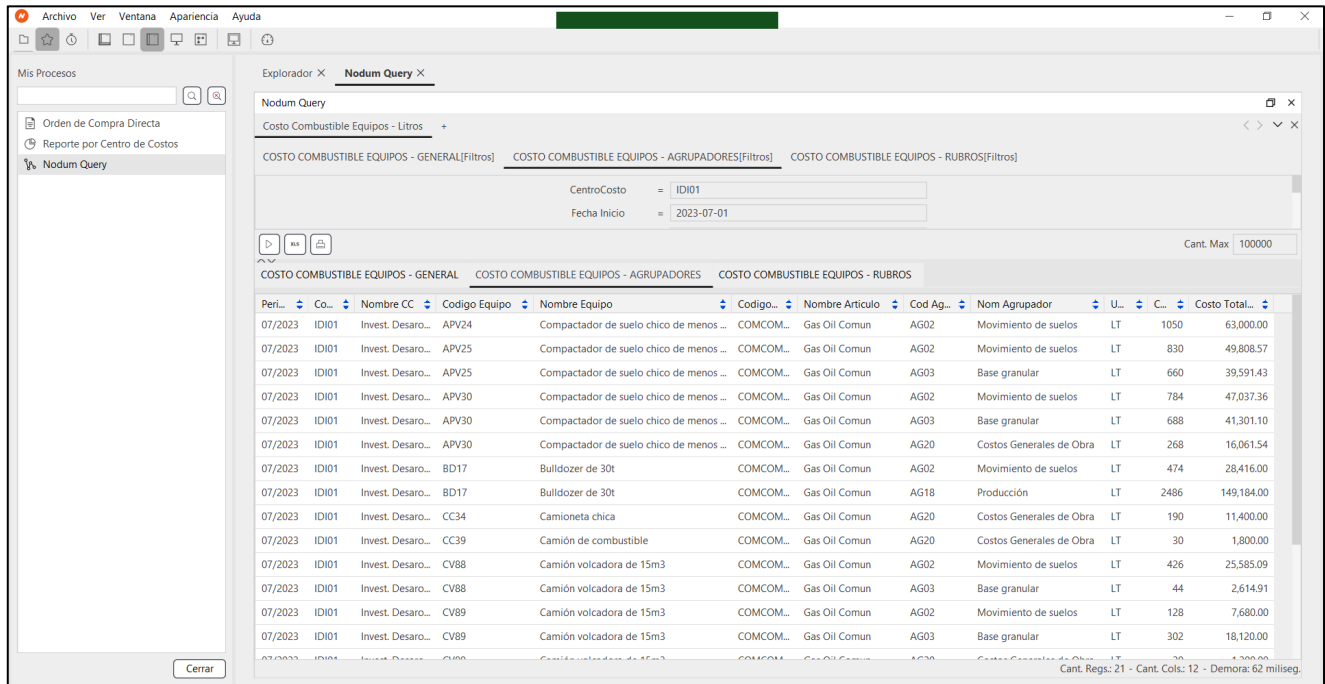 Archivo Ver Ventana Apariencia Ayuda
Mis Procesos
Orden de Compra Directa
Reporte por Centro de Costos
Nodum Query
Cerrar
Explorador Nodum Query
Nodum Query
Costo Combustible Equipos - Litros +
COSTO COMBUSTIBLE EQUIPOS - GENERAL[Filtros] COSTO COMBUSTIBLE EQUIPOS - AGRUPADORES[Filtros] COSTO COMBUSTIBLE EQUIPOS - RUBROS[Filtros]
CentroCosto = IDI01
Fecha Inicio = 2023-07-01
XLS Cant. Max 100000
COSTO COMBUSTIBLE EQUIPOS - GENERAL COSTO COMBUSTIBLE EQUIPOS - AGRUPADORES COSTO COMBUSTIBLE EQUIPOS - RUBROS
Peri... Co... Nombre CC Codigo Equipo Nombre Equipo Codigo... Nombre Articulo Cod Ag... Nom Agrupador U... C... Costo Total...
07/2023 IDI01 Invest. Desaro... APV24 Compactador de suelo chico de menos ... COMCOM... Gas Oil Comun AG02 Movimiento de suelos LT 1050 63,000.00
07/2023 IDI01 Invest. Desaro... APV25 Compactador de suelo chico de menos ... COMCOM... Gas Oil Comun AG02 Movimiento de suelos LT 830 49,808.57
07/2023 IDI01 Invest. Desaro... APV25 Compactador de suelo chico de menos ... COMCOM... Gas Oil Comun AG03 Base granular LT 660 39,591.43
07/2023 IDI01 Invest. Desaro... APV30 Compactador de suelo chico de menos ... COMCOM... Gas Oil Comun AG02 Movimiento de suelos LT 784 47,037.36
07/2023 IDI01 Invest. Desaro... APV30 Compactador de suelo chico de menos ... COMCOM... Gas Oil Comun AG03 Base granular LT 688 41,301.10
07/2023 IDI01 Invest. Desaro... APV30 Compactador de suelo chico de menos ... COMCOM... Gas Oil Comun AG20 Costos Generales de Obra LT 268 16,061.54
07/2023 IDI01 Invest. Desaro... BD17 Bulldozer de 30t COMCOM... Gas Oil Comun AG02 Movimiento de suelos LT 474 28,416.00
07/2023 IDI01 Invest. Desaro... BD17 Bulldozer de 30t COMCOM... Gas Oil Comun AG18 Producción LT 2486 149,184.00
07/2023 IDI01 Invest. Desaro... CC34 Camioneta chica COMCOM... Gas Oil Comun AG20 Costos Generales de Obra LT 190 11,400.00
07/2023 IDI01 Invest. Desaro... CC39 Camión de combustible COMCOM... Gas Oil Comun AG20 Costos Generales de Obra LT 30 1,800.00
07/2023 IDI01 Invest. Desaro... CV88 Camión volcadora de 15m3 COMCOM... Gas Oil Comun AG02 Movimiento de suelos LT 426 25,585.09
07/2023 IDI01 Invest. Desaro... CV88 Camión volcadora de 15m3 COMCOM... Gas Oil Comun AG03 Base granular LT 44 2,614.91
07/2023 IDI01 Invest. Desaro... CV89 Camión volcadora de 15m3 COMCOM... Gas Oil Comun AG02 Movimiento de suelos LT 128 7,680.00
07/2023 IDI01 Invest. Desaro... CV89 Camión volcadora de 15m3 COMCOM... Gas Oil Comun AG03 Base granular LT 302 18,120.00
Cant. Regs.: 21 - Cant. Cols.: 12 - Demora: 62 miliseg.